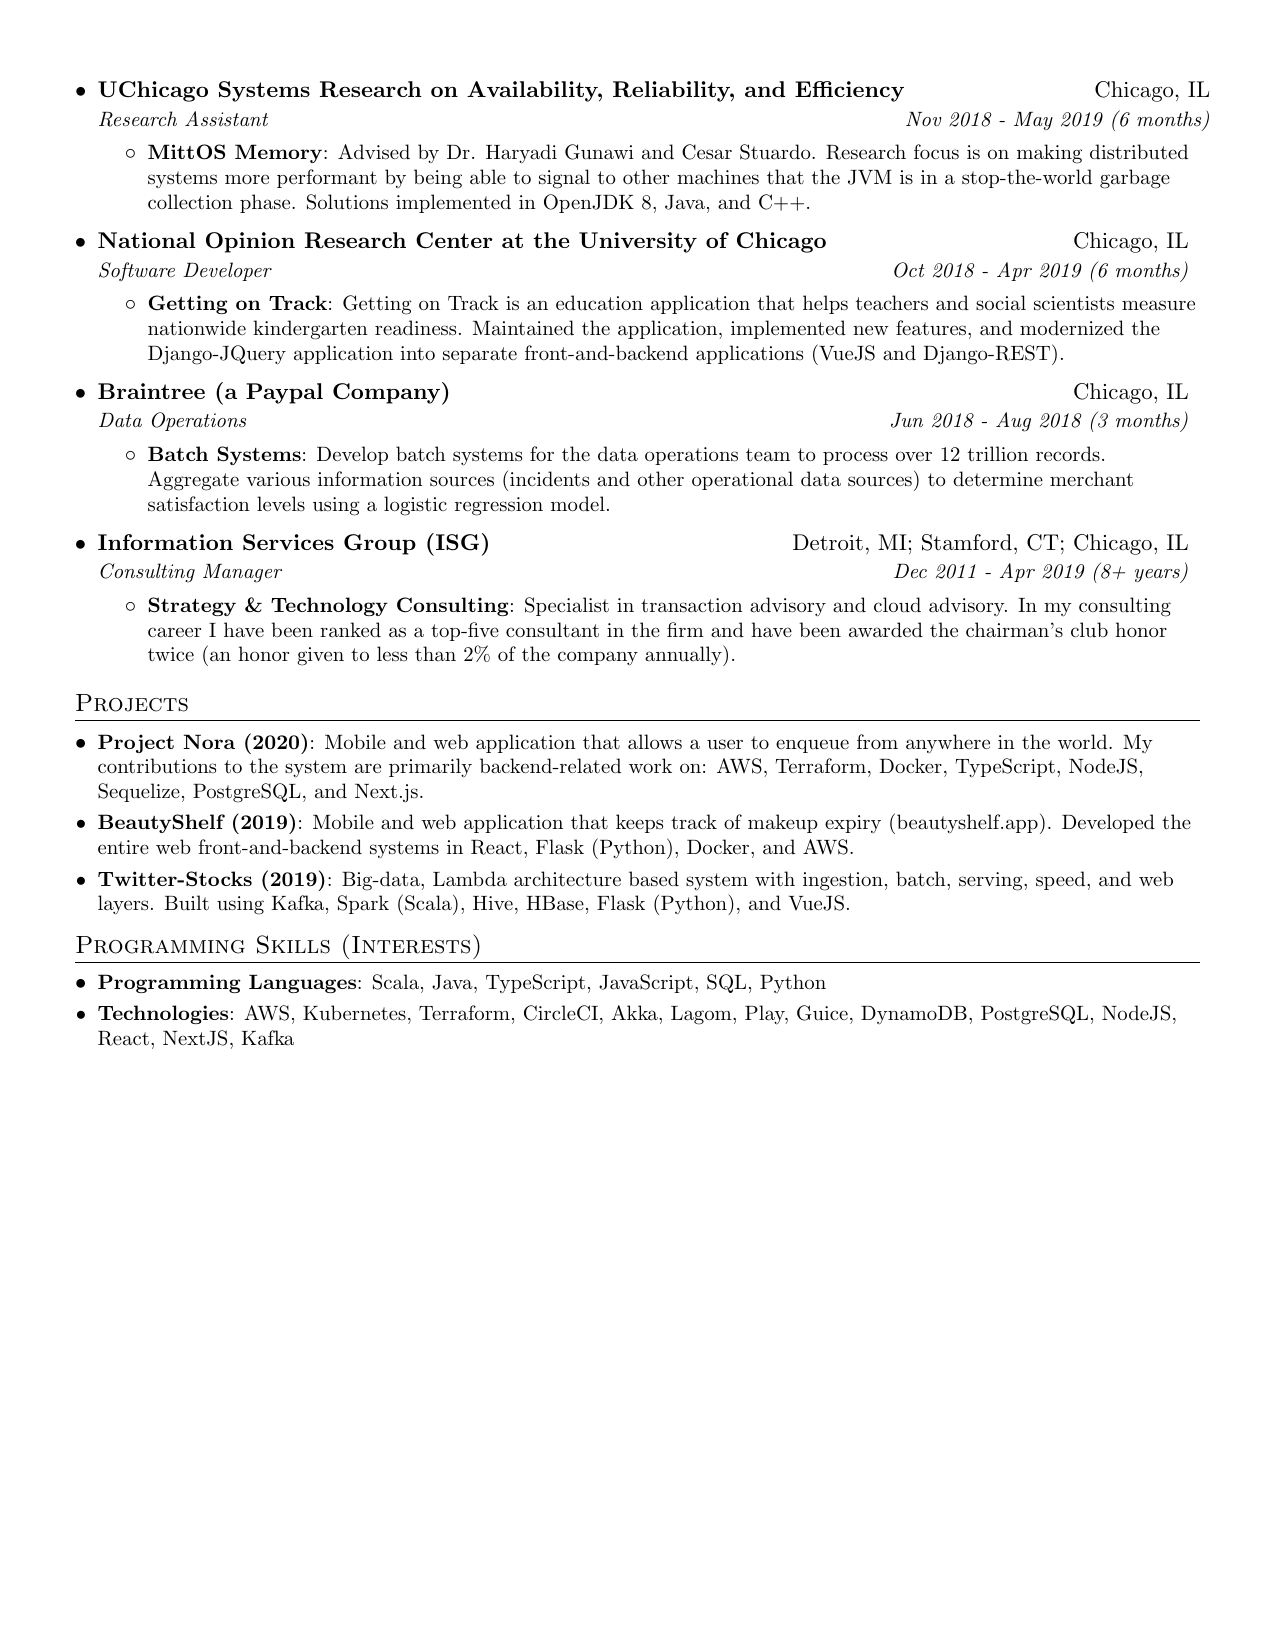 • UChicago Systems Research on Availability, Reliability, and Efficiency Chicago, IL
Research Assistant Nov 2018 - May 2019 (6 months)
◦ MittOS Memory: Advised by Dr. Haryadi Gunawi and Cesar Stuardo. Research focus is on making distributed
systems more performant by being able to signal to other machines that the JVM is in a stop-the-world garbage
collection phase. Solutions implemented in OpenJDK 8, Java, and C++.
• National Opinion Research Center at the University of Chicago Chicago, IL
Software Developer Oct 2018 - Apr 2019 (6 months)
◦ Getting on Track: Getting on Track is an education application that helps teachers and social scientists measure
nationwide kindergarten readiness. Maintained the application, implemented new features, and modernized the
Django-JQuery application into separate front-and-backend applications (VueJS and Django-REST).
• Braintree (a Paypal Company) Chicago, IL
Data Operations Jun 2018 - Aug 2018 (3 months)
◦ Batch Systems: Develop batch systems for the data operations team to process over 12 trillion records.
Aggregate various information sources (incidents and other operational data sources) to determine merchant
satisfaction levels using a logistic regression model.
• Information Services Group (ISG) Detroit, MI; Stamford, CT; Chicago, IL
Consulting Manager Dec 2011 - Apr 2019 (8+ years)
◦ Strategy & Technology Consulting: Specialist in transaction advisory and cloud advisory. In my consulting
career I have been ranked as a top-five consultant in the firm and have been awarded the chairman's club honor
twice (an honor given to less than 2% of the company annually).
Projects
• Project Nora (2020): Mobile and web application that allows a user to enqueue from anywhere in the world. My
contributions to the system are primarily backend-related work on: AWS, Terraform, Docker, TypeScript, NodeJS,
Sequelize, PostgreSQL, and Next.js.
• BeautyShelf (2019): Mobile and web application that keeps track of makeup expiry (beautyshelf.app). Developed the
entire web front-and-backend systems in React, Flask (Python), Docker, and AWS.
• Twitter-Stocks (2019): Big-data, Lambda architecture based system with ingestion, batch, serving, speed, and web
layers. Built using Kafka, Spark (Scala), Hive, HBase, Flask (Python), and VueJS.
Programming Skills (Interests)
• Programming Languages: Scala, Java, TypeScript, JavaScript, SQL, Python
• Technologies: AWS, Kubernetes, Terraform, CircleCI, Akka, Lagom, Play, Guice, DynamoDB, PostgreSQL, NodeJS,
React, NextJS, Kafka